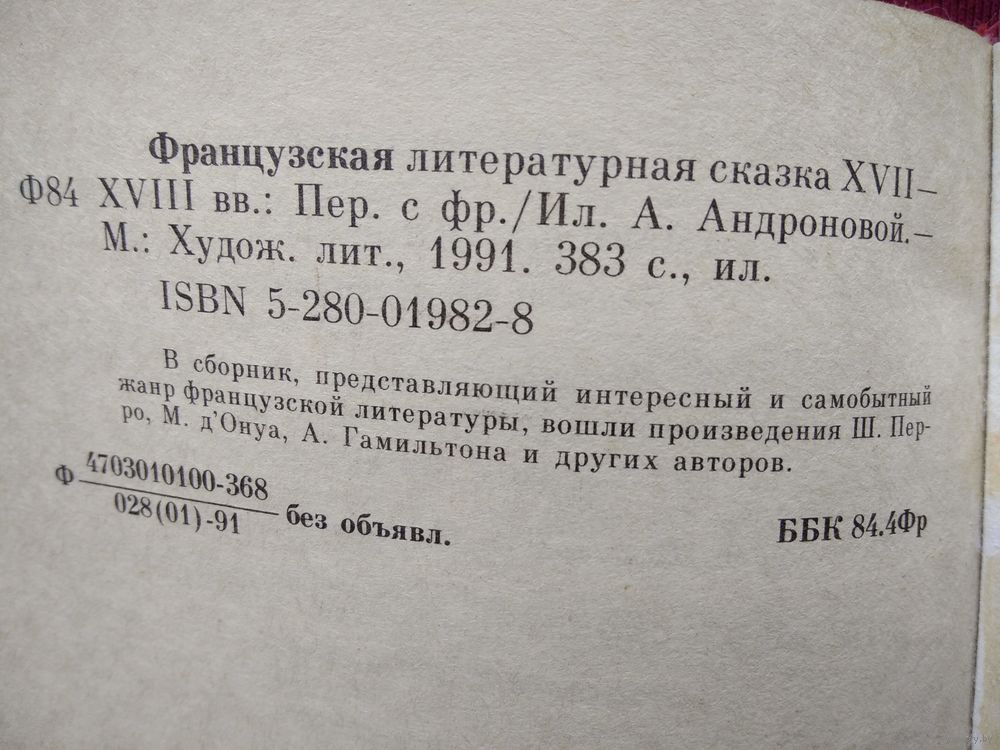 Французская литературная сказка XVII—
Ф84 XVIII вв.: Пер. с фр./Ил. А. Андроновой.—
М.: Худож. лит., 1991. 383 с., ил.
ISBN 5-280-01982-8
В сборник, представляющий интересный и самобытный
жанр французской литературы, вошли произведения Ш. Пер-
ро, М. д'Онуа, А. Гамильтона и других авторов.
Ф 4703010100-368
028(01)-91 без объявл.
ББК 84.4Фр